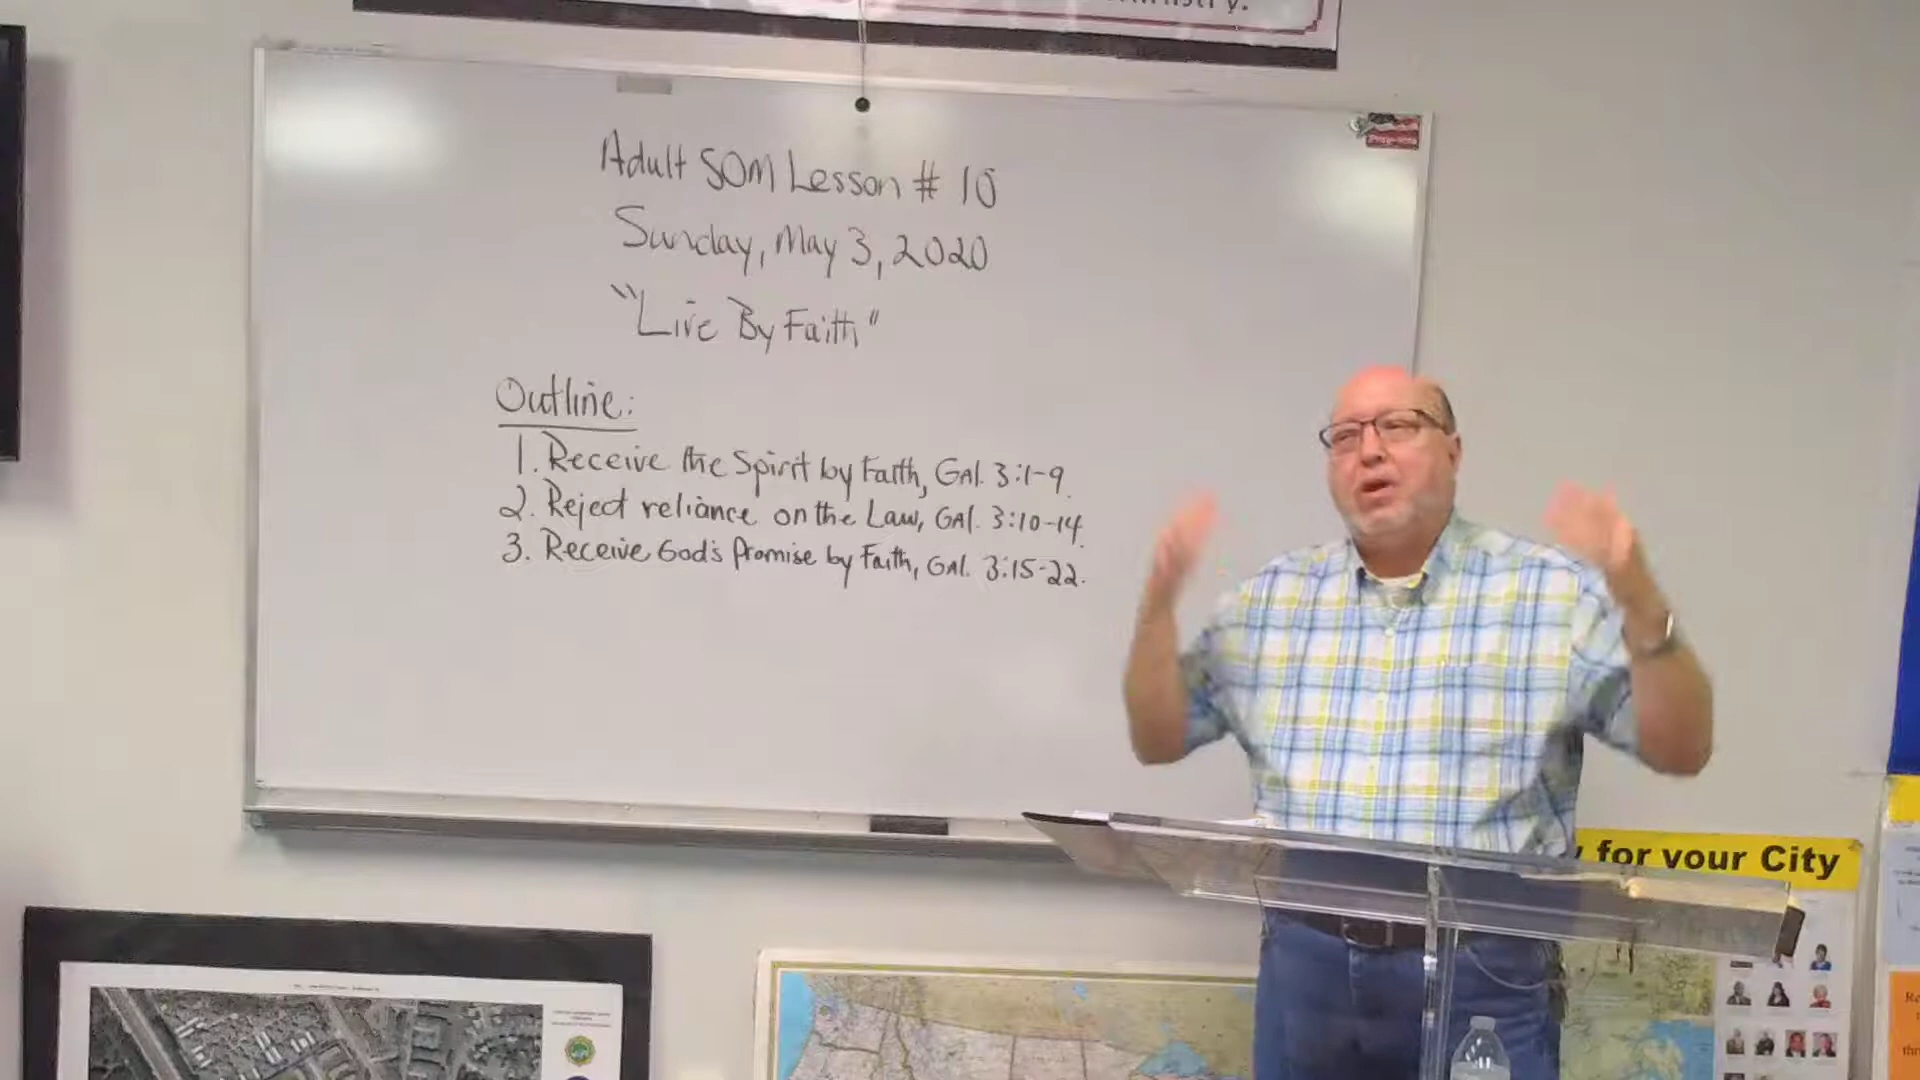 Adult SOM Lesson # 10
Sunday, May 3, 2020
"Live By Faith"
Outline:
1. Receive the Spirit by Faith, GAl. 3:1-9.
2. Reject reliance on the Law, GAl. 3:10-14.
3. Receive God's Promise by Faith, GAl. 3:15-22.
for your City